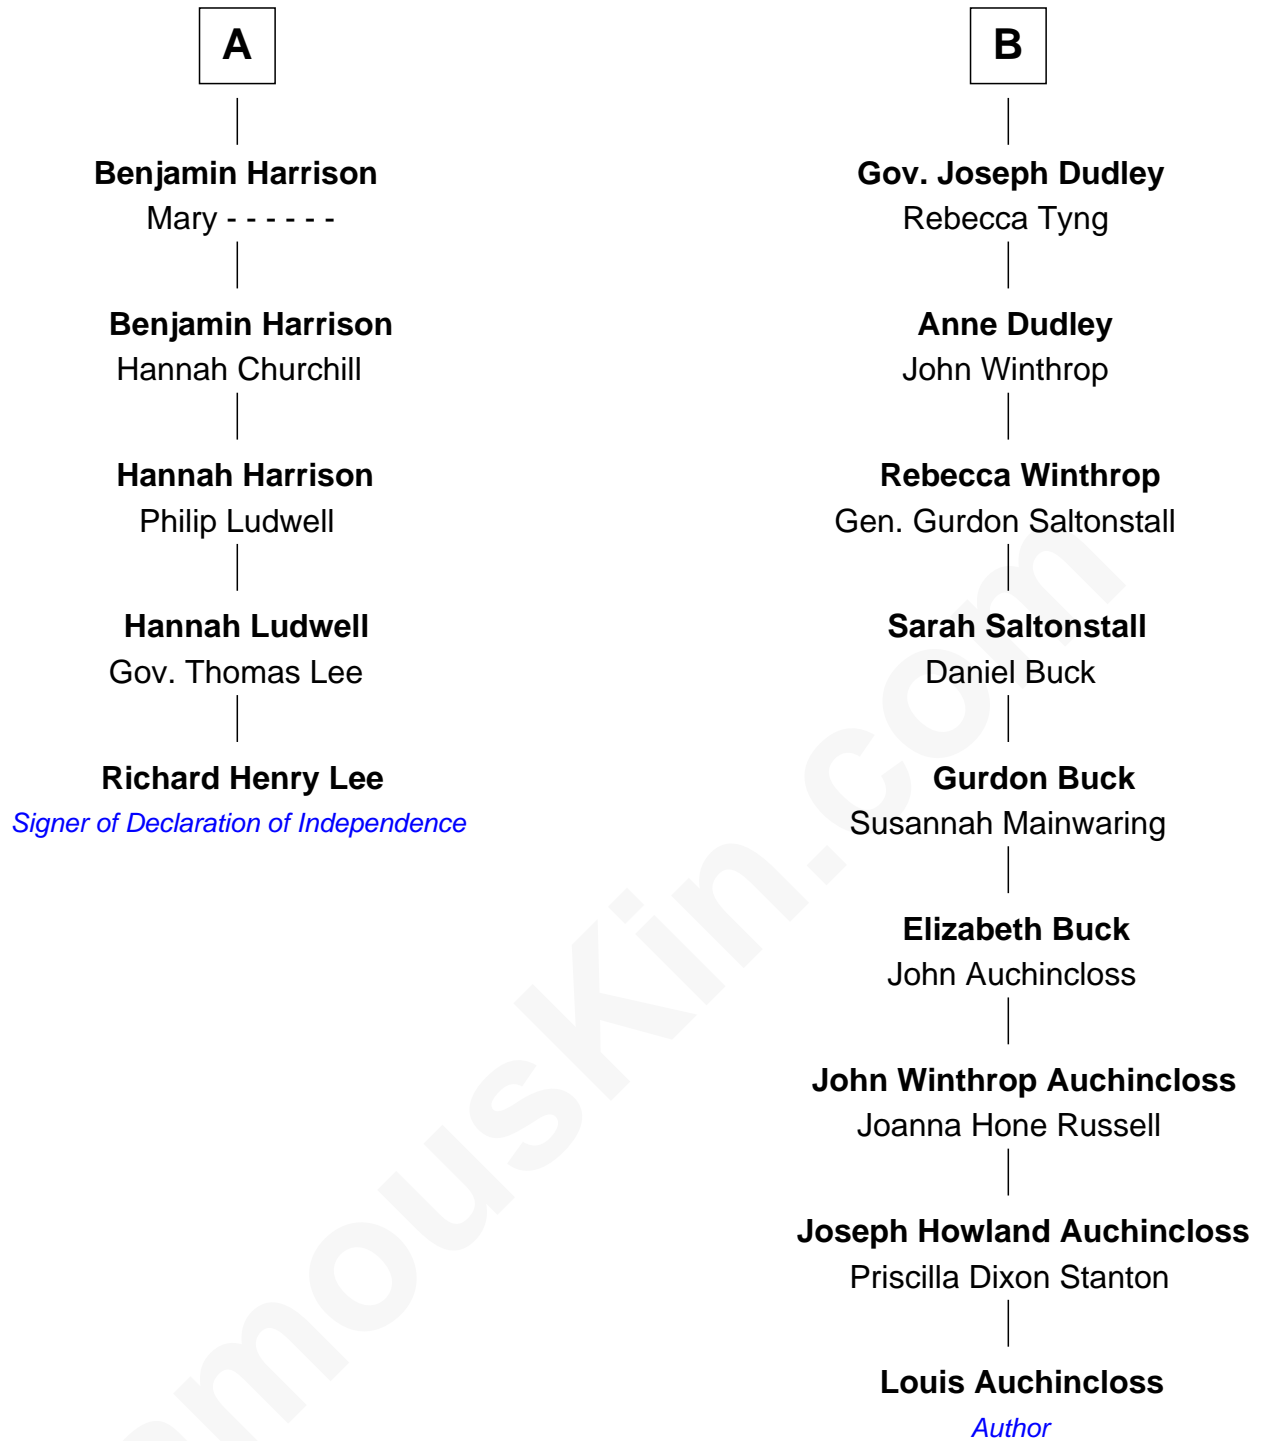 A
Benjamin Harrison
Mary - - - - - -
Benjamin Harrison
Hannah Churchill
Hannah Harrison
Philip Ludwell
Hannah Ludwell
Gov. Thomas Lee
Richard Henry Lee
Signer of Declaration of Independence
B
Gov. Joseph Dudley
Rebecca Tyng
Anne Dudley
John Winthrop
Rebecca Winthrop
Gen. Gurdon Saltonstall
Sarah Saltonstall
Daniel Buck
Gurdon Buck
Susannah Mainwaring
Elizabeth Buck
John Auchincloss
John Winthrop Auchincloss
Joanna Hone Russell
Joseph Howland Auchincloss
Priscilla Dixon Stanton
Louis Auchincloss
Author
amousKin.com